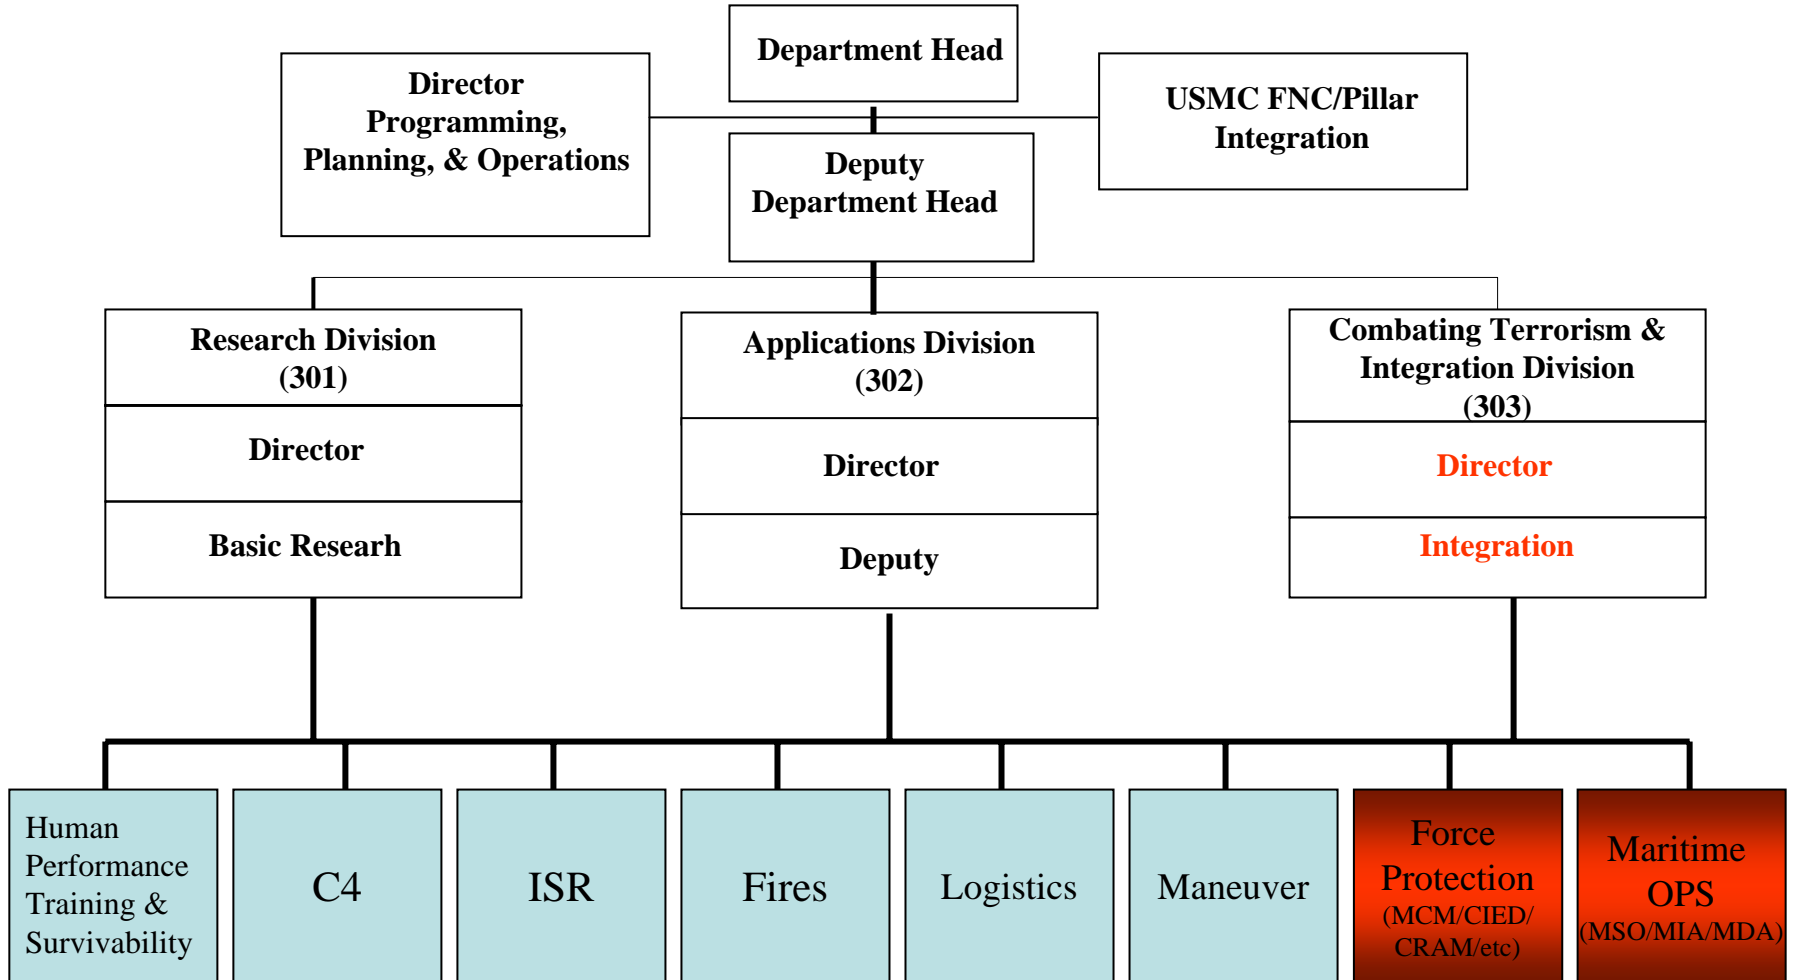 Department Head
Director
Programming,
Planning, & Operations
USMC FNC/Pillar
Integration
Deputy
Department Head
Research Division
(301)
Director
Basic Researh
Applications Division
(302)
Director
Deputy
Combating Terrorism &
Integration Division
(303)
Director
Integration
Human
Performance
Training &
Survivability
C4
ISR
Fires
Logistics
Maneuver
Force
Protection
(MCM/CIED/
CRAM/etc)
Maritime
OPS
(MSO/MIA/MDA)